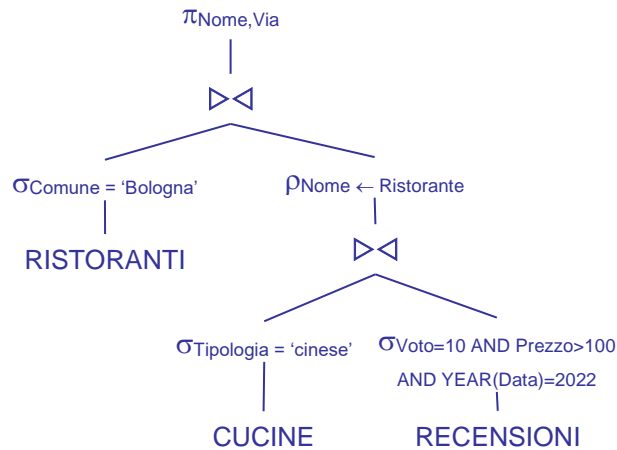 πNome,Via
▷◁
σComune = ‘Bologna’ ρNome ← Ristorante
RISTORANTI
▷◁
σTipologia = ‘cinese’ σVoto=10 AND Prezzo>100
AND YEAR(Data)=2022
CUCINE RECENSIONI